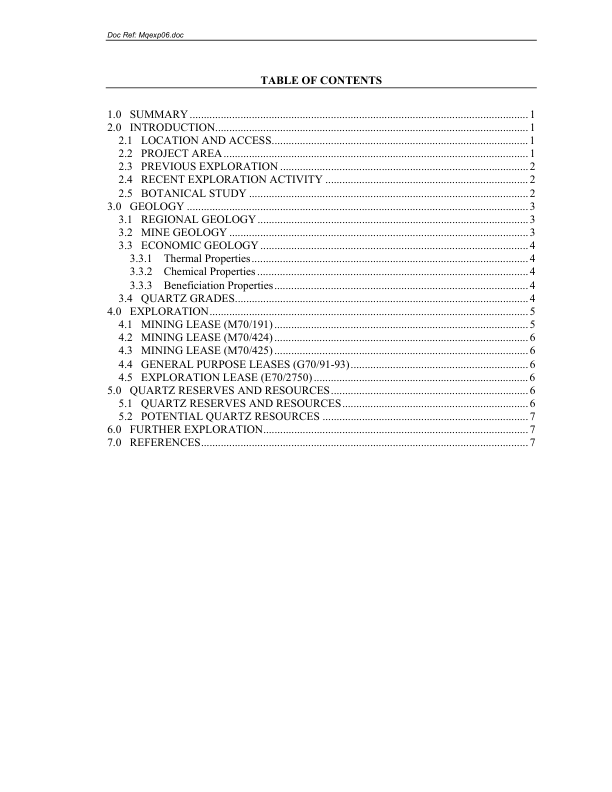 Doc Ref: Mqexp06.doc
TABLE OF CONTENTS
1.0 SUMMARY ........ 1
2.0 INTRODUCTION ........ 1
2.1 LOCATION AND ACCESS ........ 1
2.2 PROJECT AREA ........ 1
2.3 PREVIOUS EXPLORATION ........ 2
2.4 RECENT EXPLORATION ACTIVITY ........ 2
2.5 BOTANICAL STUDY ........ 2
3.0 GEOLOGY ........ 3
3.1 REGIONAL GEOLOGY ........ 3
3.2 MINE GEOLOGY ........ 3
3.3 ECONOMIC GEOLOGY ........ 4
3.3.1 Thermal Properties ........ 4
3.3.2 Chemical Properties ........ 4
3.3.3 Beneficiation Properties ........ 4
3.4 QUARTZ GRADES ........ 4
4.0 EXPLORATION ........ 5
4.1 MINING LEASE (M70/191) ........ 5
4.2 MINING LEASE (M70/424) ........ 6
4.3 MINING LEASE (M70/425) ........ 6
4.4 GENERAL PURPOSE LEASES (G70/91-93) ........ 6
4.5 EXPLORATION LEASE (E70/2750) ........ 6
5.0 QUARTZ RESERVES AND RESOURCES ........ 6
5.1 QUARTZ RESERVES AND RESOURCES ........ 6
5.2 POTENTIAL QUARTZ RESOURCES ........ 7
6.0 FURTHER EXPLORATION ........ 7
7.0 REFERENCES ........ 7